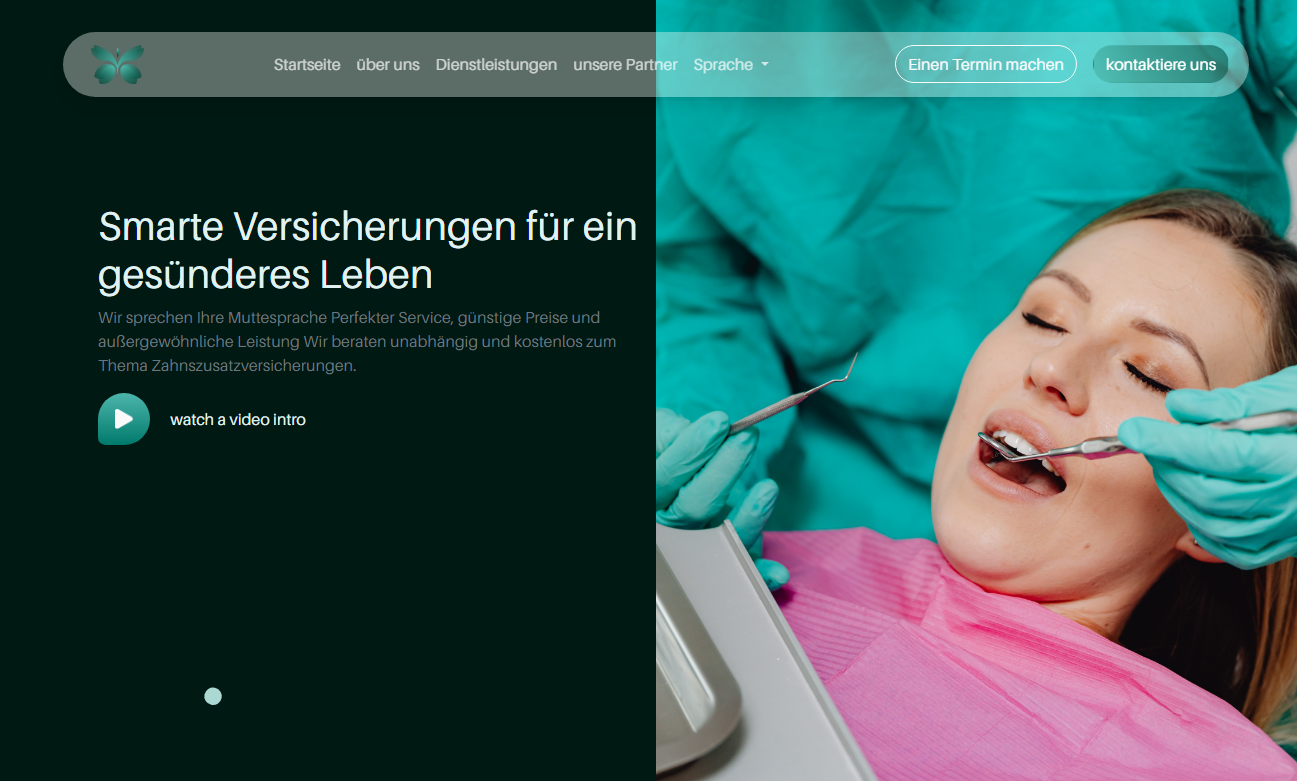 Startseite über uns Dienstleistungen unsere Partner Sprache Einen Termin machen kontaktiere uns
Smarte Versicherungen für ein
gesünderes Leben
Wir sprechen Ihre Muttesprache Perfekter Service, günstige Preise und
außergewöhnliche Leistung Wir beraten unabhängig und kostenlos zum
Thema Zahnszusatzversicherungen.
watch a video intro